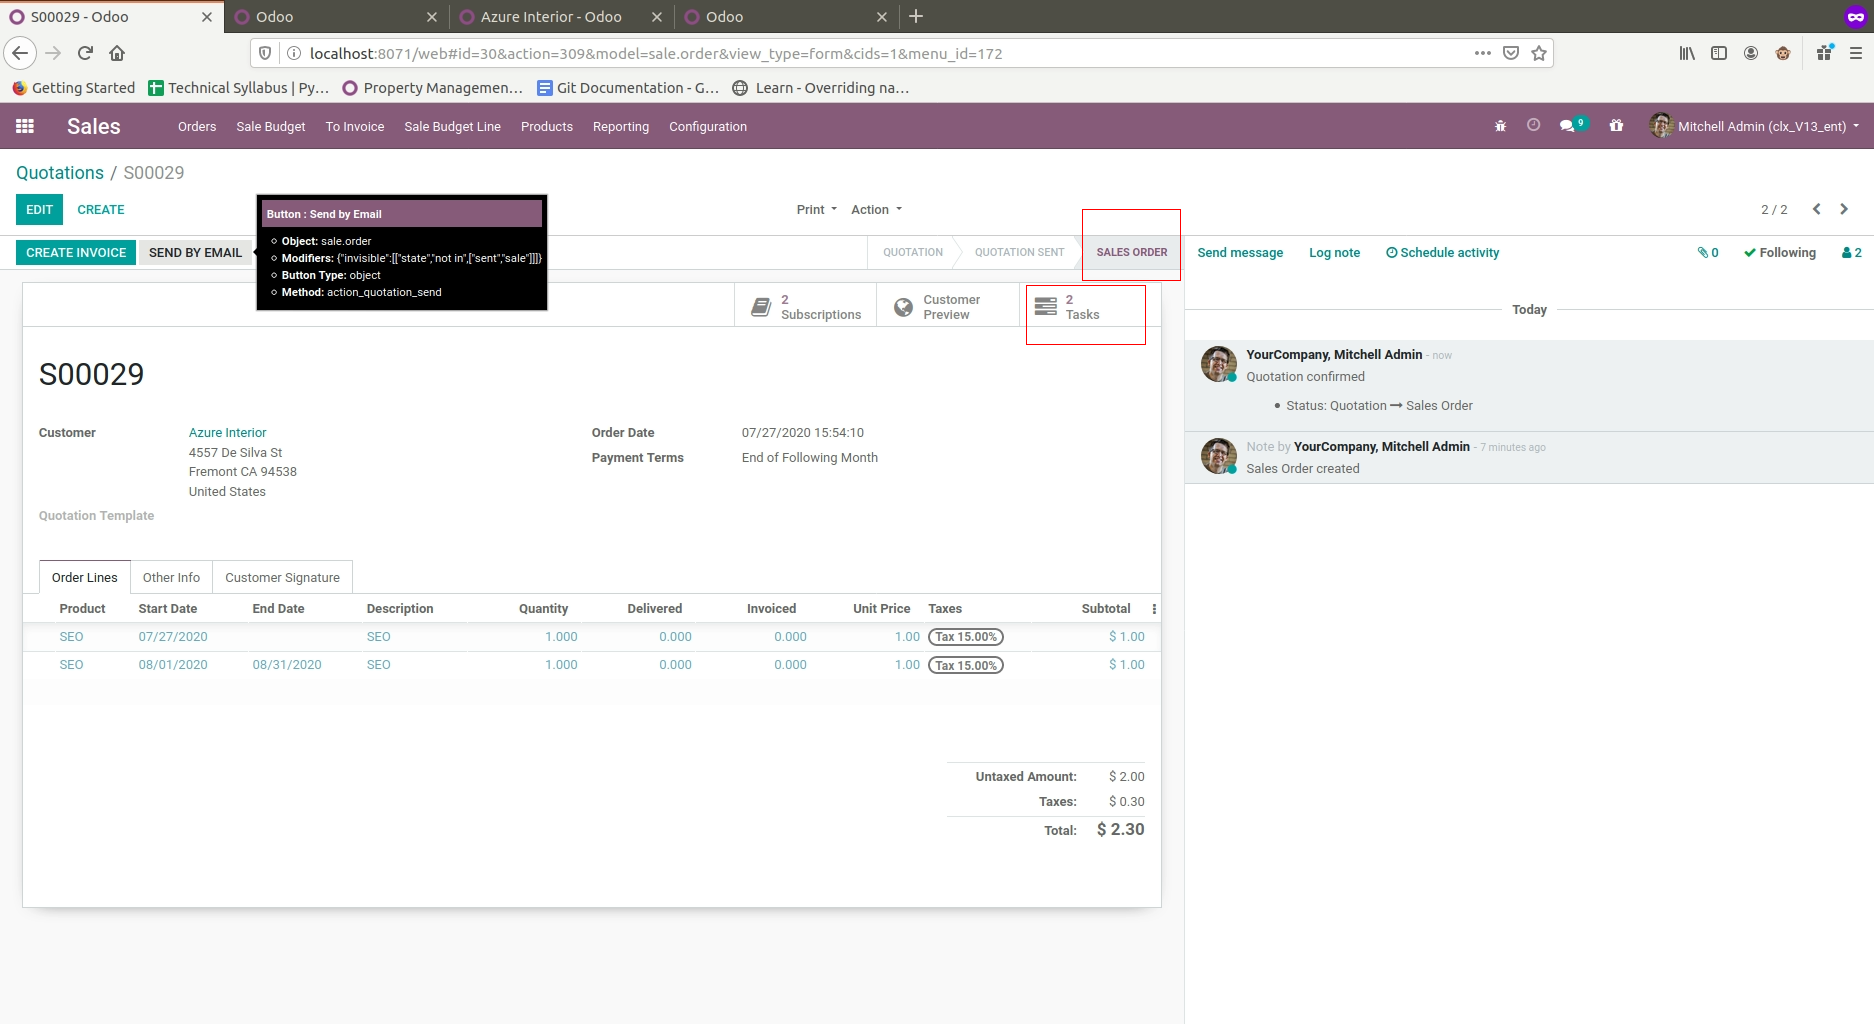 S00029 - Odoo
Odoo
Azure Interior - Odoo
Odoo
localhost:8071/web#id=30&action=309&model=sale.order&view_type=form&cids=1&menu_id=172
Getting Started
Technical Syllabus | Py...
Property Managemen...
Git Documentation - G...
Learn - Overriding na...
Sales
Orders
Sale Budget
To Invoice
Sale Budget Line
Products
Reporting
Configuration
9
Mitchell Admin (clx_V13_ent)
Quotations / S00029
EDIT
CREATE
Print
Action
2 / 2
CREATE INVOICE
SEND BY EMAIL
Button : Send by Email
Object: sale.order
Modifiers: {"invisible":[["state","not in",["sent","sale"]]]}
Button Type: object
Method: action_quotation_send
QUOTATION
QUOTATION SENT
SALES ORDER
Send message
Log note
Schedule activity
0
Following
2
2
Subscriptions
Customer
Preview
2
Tasks
Today
S00029
YourCompany, Mitchell Admin - now
Quotation confirmed
Status: Quotation → Sales Order
Note by YourCompany, Mitchell Admin - 7 minutes ago
Sales Order created
Customer
Azure Interior
4557 De Silva St
Fremont CA 94538
United States
Quotation Template
Order Date 07/27/2020 15:54:10
Payment Terms End of Following Month
Order Lines
Other Info
Customer Signature
Product Start Date End Date Description Quantity Delivered Invoiced Unit Price Taxes Subtotal
SEO 07/27/2020 SEO 1.000 0.000 0.000 1.00 Tax 15.00% $ 1.00
SEO 08/01/2020 08/31/2020 SEO 1.000 0.000 0.000 1.00 Tax 15.00% $ 1.00
Untaxed Amount: $ 2.00
Taxes: $ 0.30
Total: $ 2.30